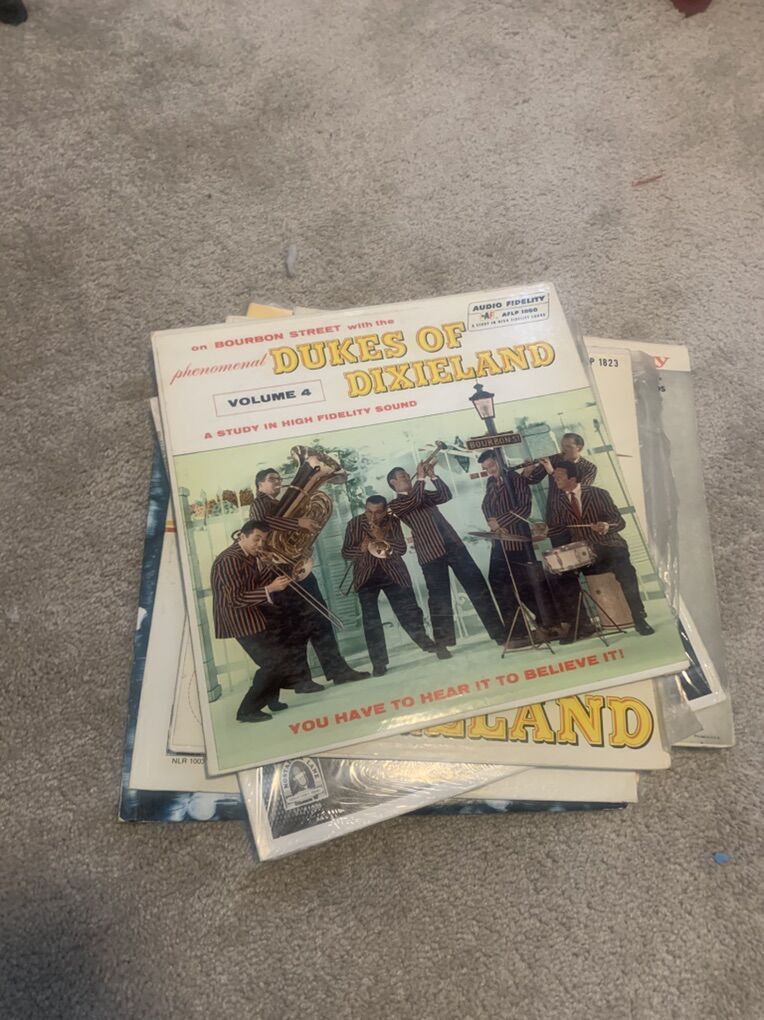 AUDIO FIDELITY
AF AFLP 1860
A STUDY IN HIGH FIDELITY SOUND
on BOURBON STREET with the
phenomenal DUKES OF
DIXIELAND
VOLUME 4
A STUDY IN HIGH FIDELITY SOUND
BOURBON ST
YOU HAVE TO HEAR IT TO BELIEVE IT!
P 1823
y
LAND
NLR 1003